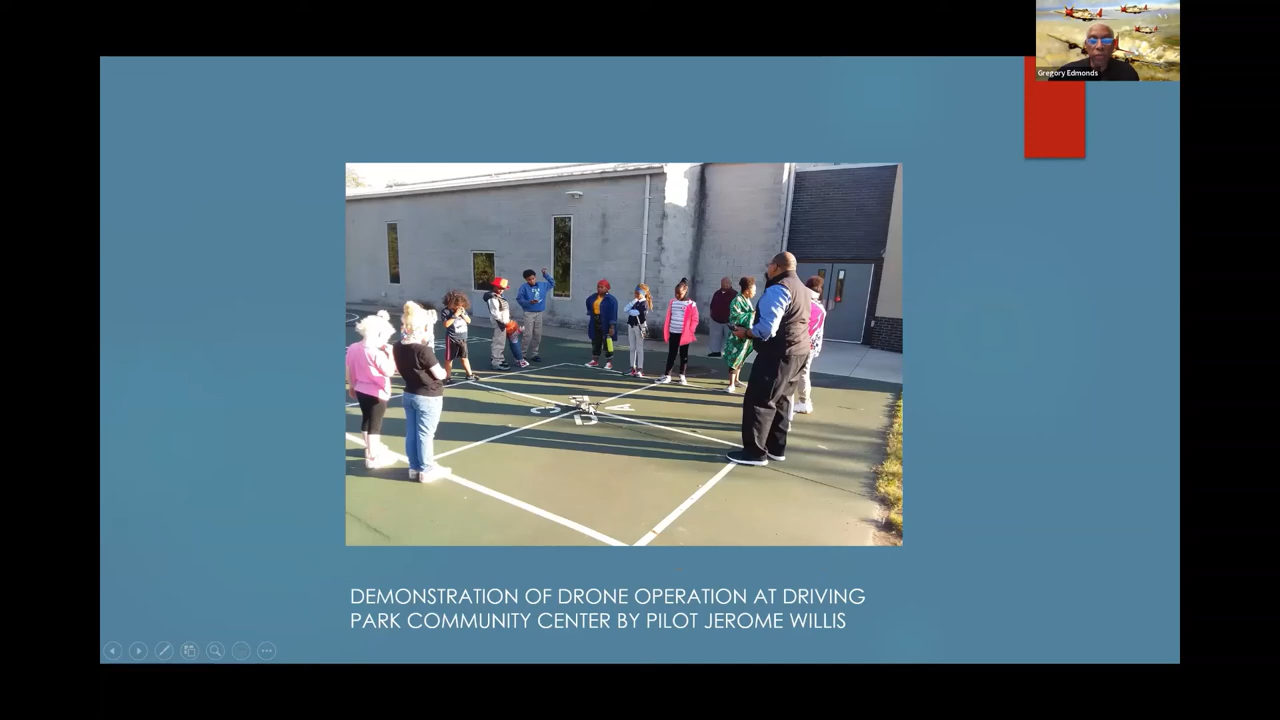 Gregory Edmonds
DEMONSTRATION OF DRONE OPERATION AT DRIVING
PARK COMMUNITY CENTER BY PILOT JEROME WILLIS